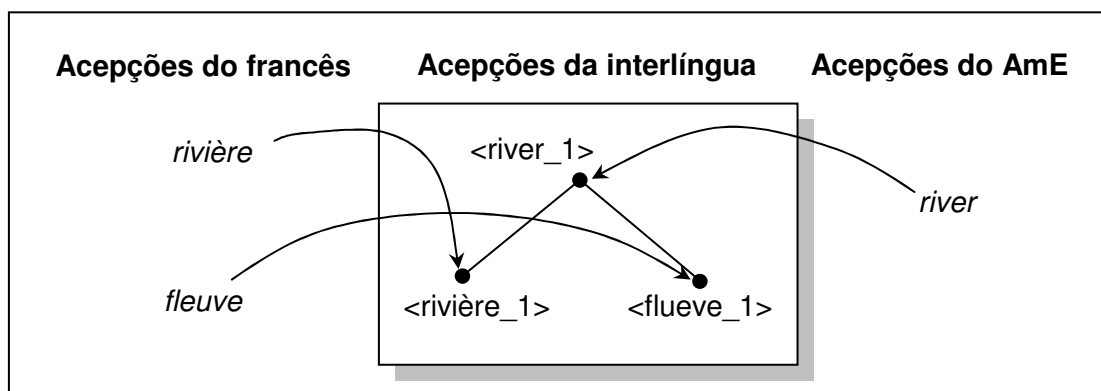 Acepções do francês Acepções da interlíngua Acepções do AmE
rivière
<river_1>
river
fleuve
<rivière_1> <flueve_1>